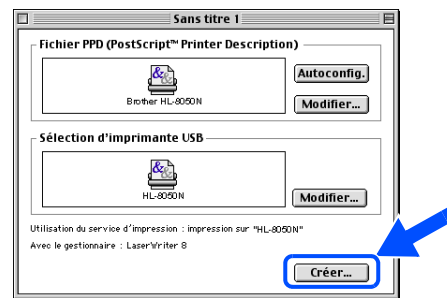 Sans titre 1
Fichier PPD (PostScript™ Printer Description)
Brother HL-8050N
Autoconfig.
Modifier...
Sélection d'imprimante USB
HL-8050N
Modifier...
Utilisation du service d'impression : impression sur "HL-8050N"
Avec le gestionnaire : LaserWriter 8
Créer...